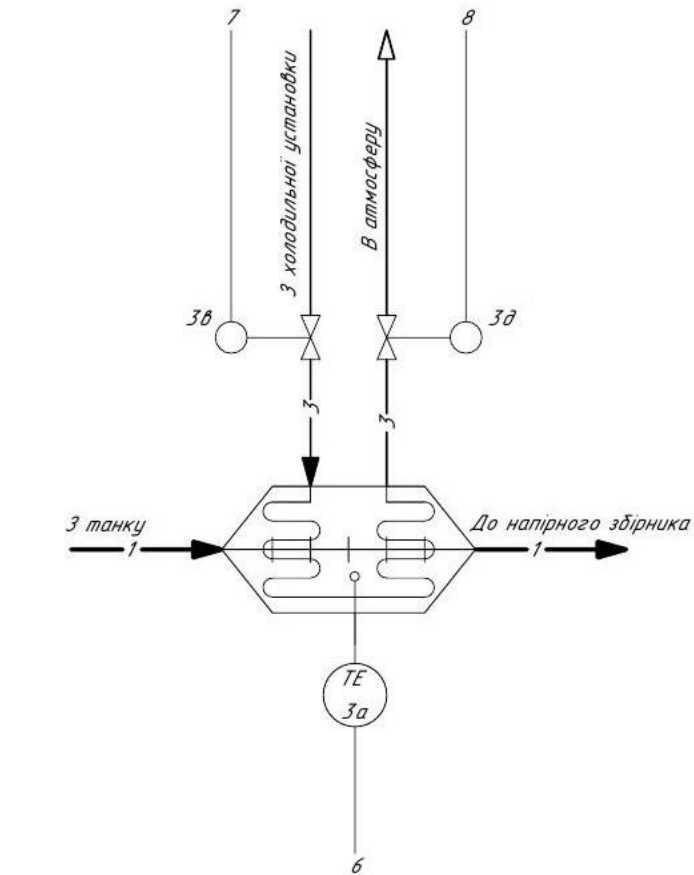 7
8
З холодильної установки
В атмосферу
3в
3д
3
3
З танку
До напірного збірника
1
1
TE
3а
6